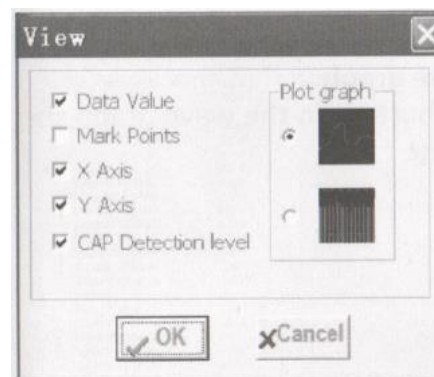 View
Data Value
Mark Points
X Axis
Y Axis
CAP Detection level
Plot graph
OK
Cancel